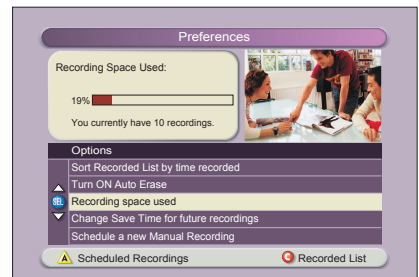 Preferences
Recording Space Used:
19%
You currently have 10 recordings.
Options
Sort Recorded List by time recorded
Turn ON Auto Erase
SEL Recording space used
Change Save Time for future recordings
Schedule a new Manual Recording
A Scheduled Recordings C Recorded List